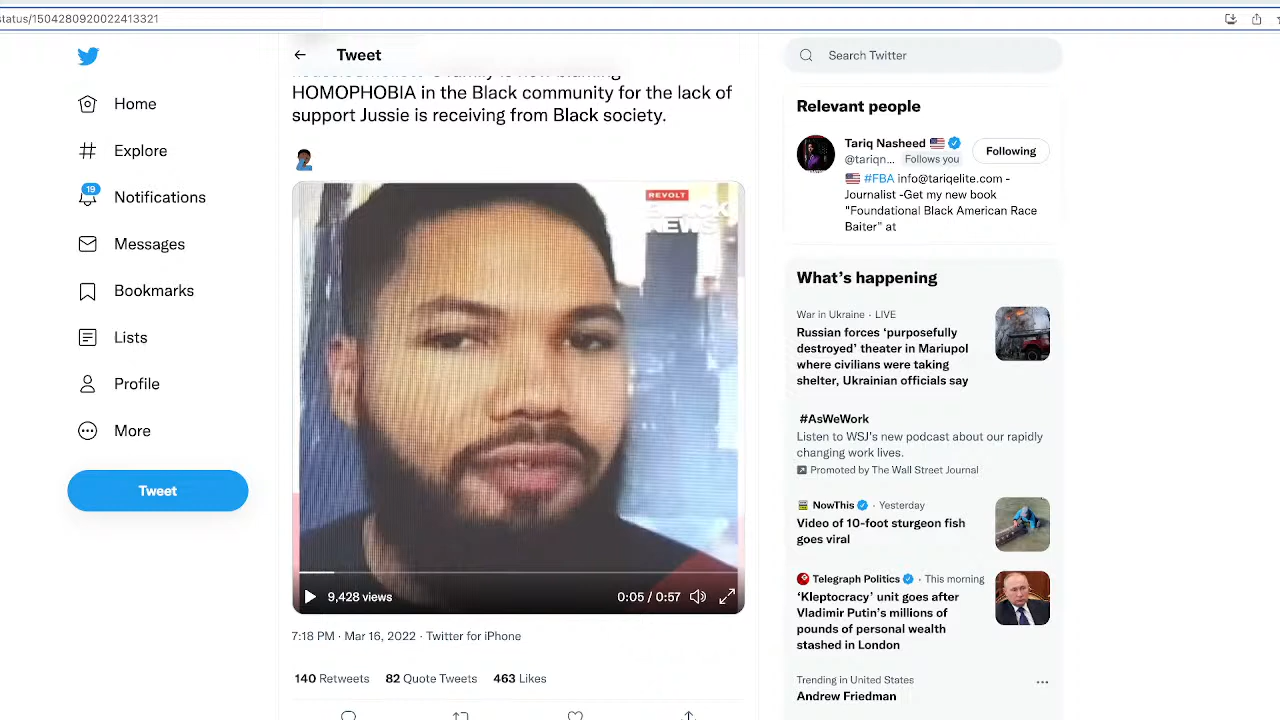 status/1504280920022413321
Tweet
Search Twitter
HOMOPHOBIA in the Black community for the lack of
support Jussie is receiving from Black society.
Home
Explore
19
Notifications
Messages
Bookmarks
Lists
Profile
More
Tweet
REVOLT
BLACK
NEWS
9,428 views
0:05 / 0:57
7:18 PM · Mar 16, 2022 · Twitter for iPhone
140 Retweets 82 Quote Tweets 463 Likes
Relevant people
Tariq Nasheed
@tariqn... Follows you
Following
#FBA info@tariqelite.com -
Journalist -Get my new book
"Foundational Black American Race
Baiter" at
What's happening
War in Ukraine · LIVE
Russian forces 'purposefully
destroyed' theater in Mariupol
where civilians were taking
shelter, Ukrainian officials say
#AsWeWork
Listen to WSJ's new podcast about our rapidly
changing work lives.
Promoted by The Wall Street Journal
NowThis · Yesterday
Video of 10-foot sturgeon fish
goes viral
Telegraph Politics · This morning
'Kleptocracy' unit goes after
Vladimir Putin's millions of
pounds of personal wealth
stashed in London
Trending in United States
Andrew Friedman